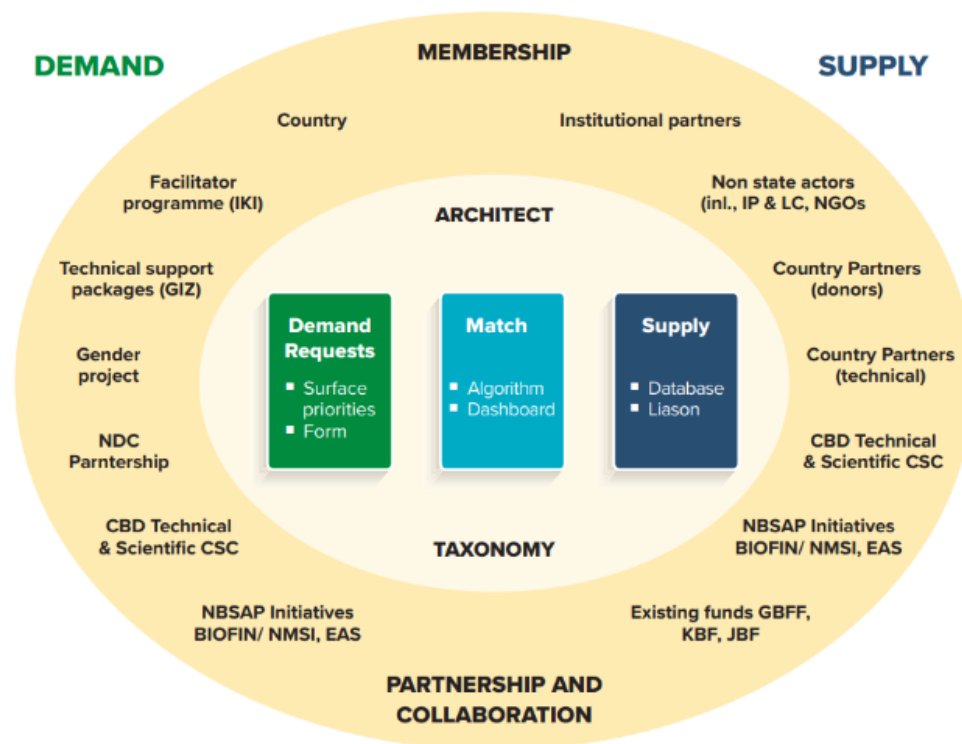 DEMAND
MEMBERSHIP
SUPPLY
Country
Institutional partners
Facilitator
programme (IKI)
Non state actors
(inl., IP & LC, NGOs
ARCHITECT
Technical support
packages (GIZ)
Country Partners
(donors)
Demand
Requests
▪ Surface
priorities
▪ Form
Match
▪ Algorithm
▪ Dashboard
Supply
▪ Database
▪ Liason
Gender
project
Country Partners
(technical)
NDC
Parntership
CBD Technical
& Scientific CSC
CBD Technical
& Scientific CSC
NBSAP Initiatives
BIOFIN/ NMSI, EAS
TAXONOMY
NBSAP Initiatives
BIOFIN/ NMSI, EAS
Existing funds GBFF,
KBF, JBF
PARTNERSHIP AND
COLLABORATION